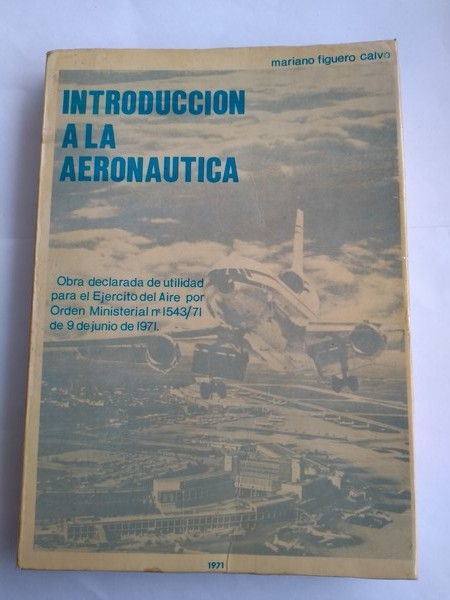 mariano figuero calvo
INTRODUCCION
A LA
AERONAUTICA
Obra declarada de utilidad
para el Ejercito del Aire por
Orden Ministerial nº 1543/71
de 9 de junio de 1971.
1971